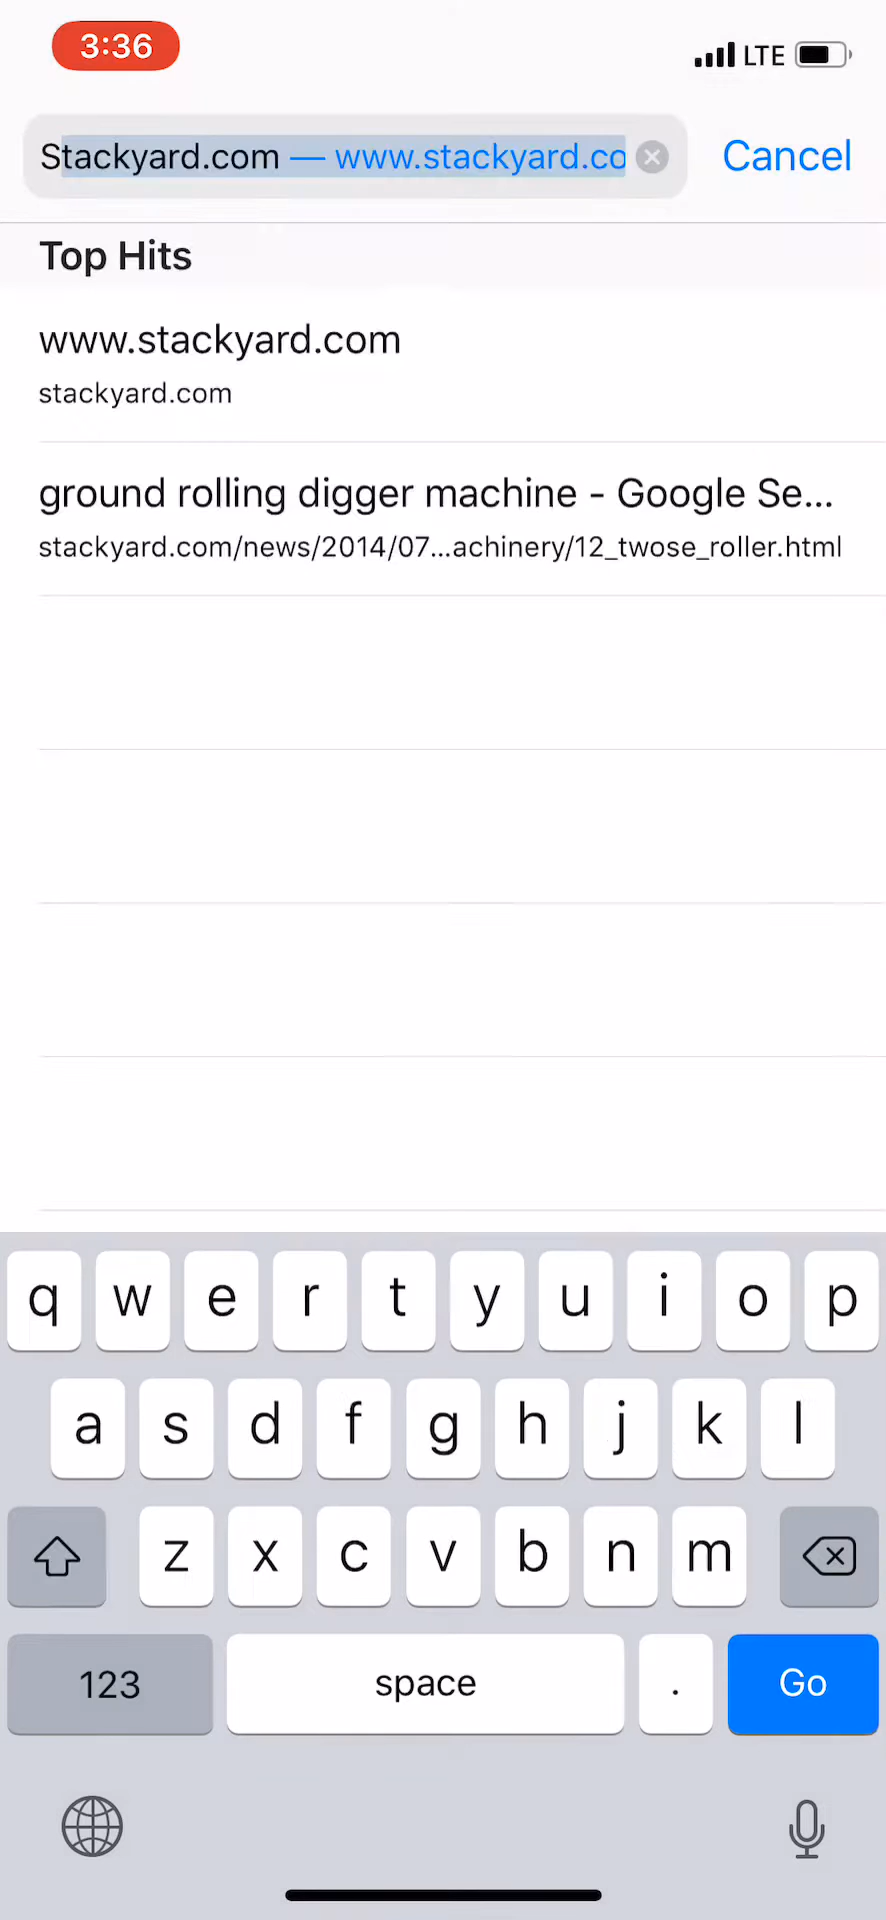 3:36
LTE
Stackyard.com — www.stackyard.co
Cancel
Top Hits
www.stackyard.com
stackyard.com
ground rolling digger machine - Google Se...
stackyard.com/news/2014/07...achinery/12_twose_roller.html
q w e r t y u i o p
a s d f g h j k l
z x c v b n m
123 space . Go